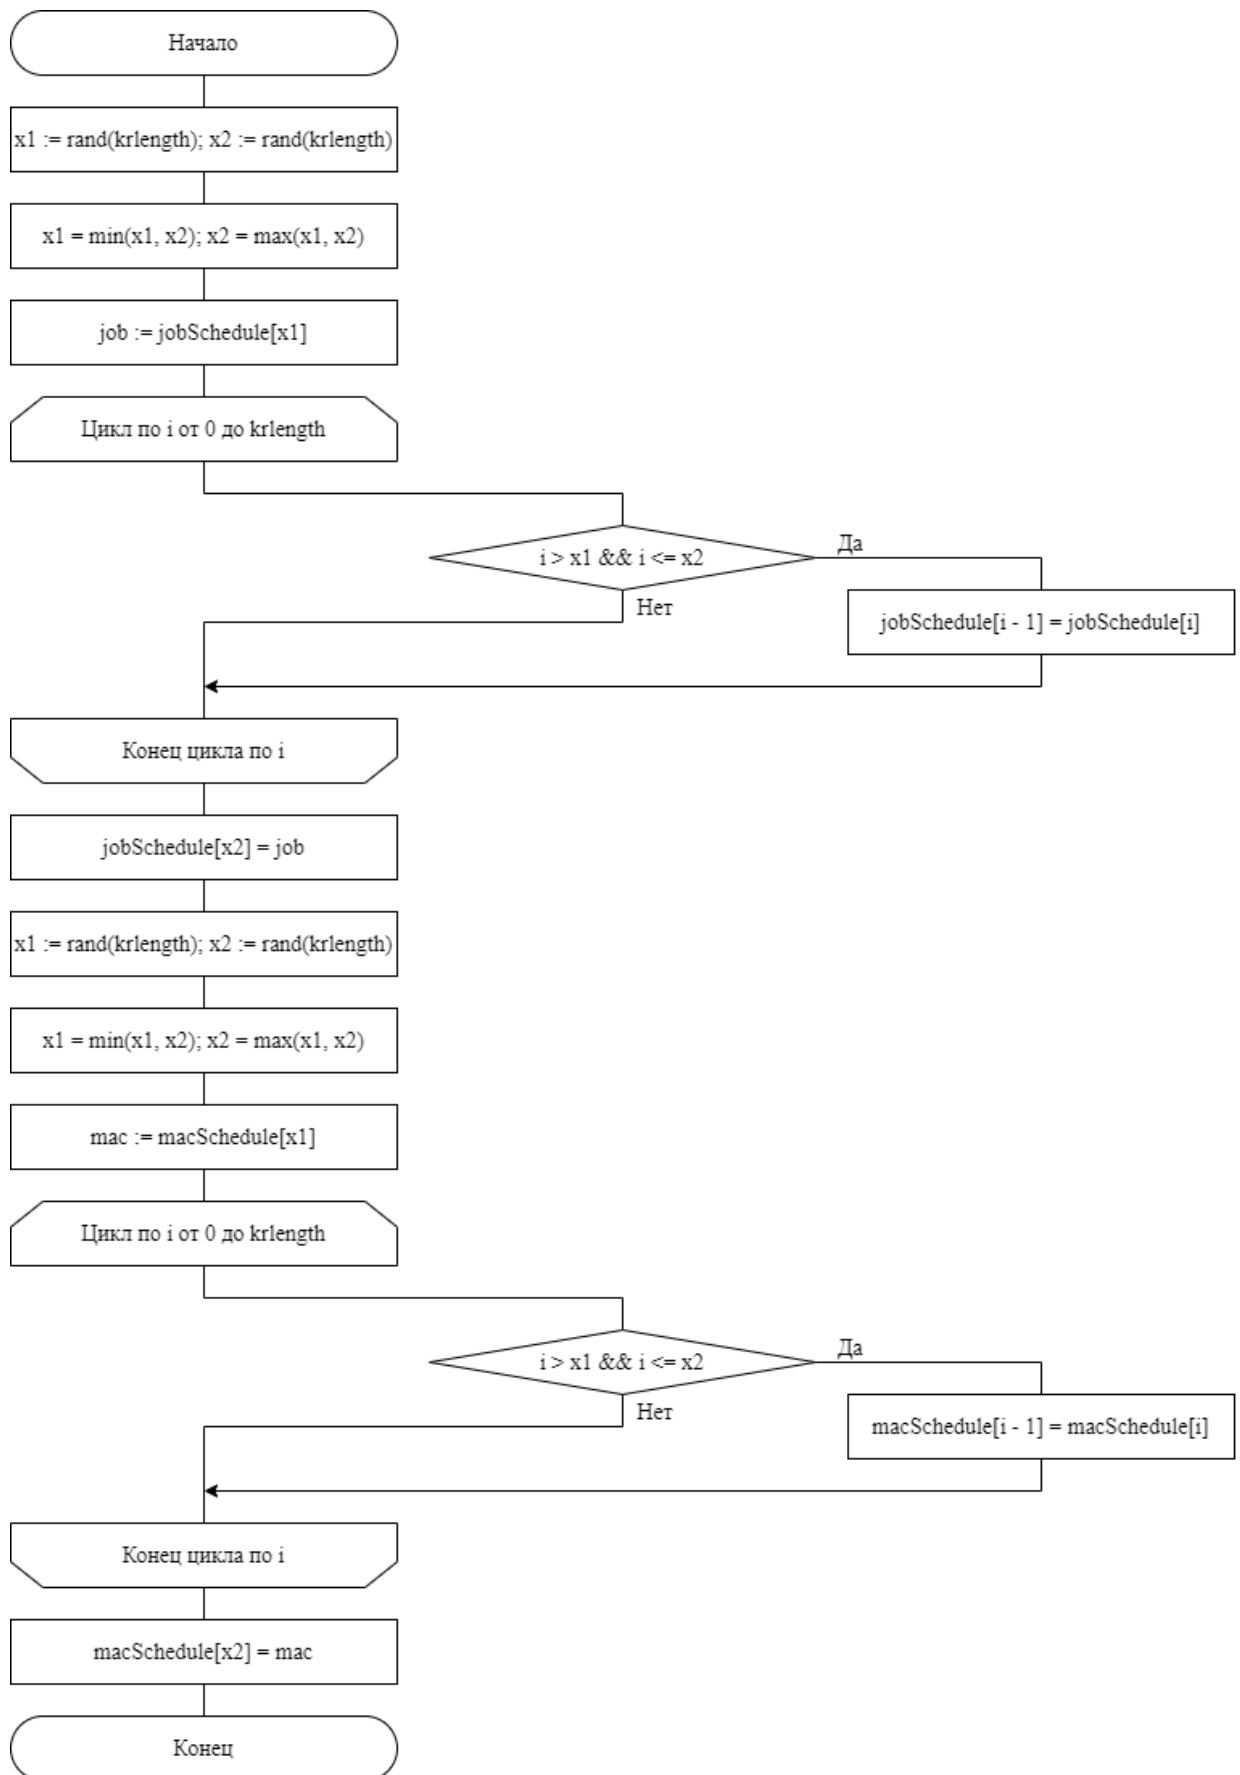 Начало
x1 := rand(krlength); x2 := rand(krlength)
x1 = min(x1, x2); x2 = max(x1, x2)
job := jobSchedule[x1]
Цикл по i от 0 до krlength
i > x1 && i <= x2
Да
Нет
jobSchedule[i - 1] = jobSchedule[i]
Конец цикла по i
jobSchedule[x2] = job
x1 := rand(krlength); x2 := rand(krlength)
x1 = min(x1, x2); x2 = max(x1, x2)
mac := macSchedule[x1]
Цикл по i от 0 до krlength
i > x1 && i <= x2
Да
Нет
macSchedule[i - 1] = macSchedule[i]
Конец цикла по i
macSchedule[x2] = mac
Конец